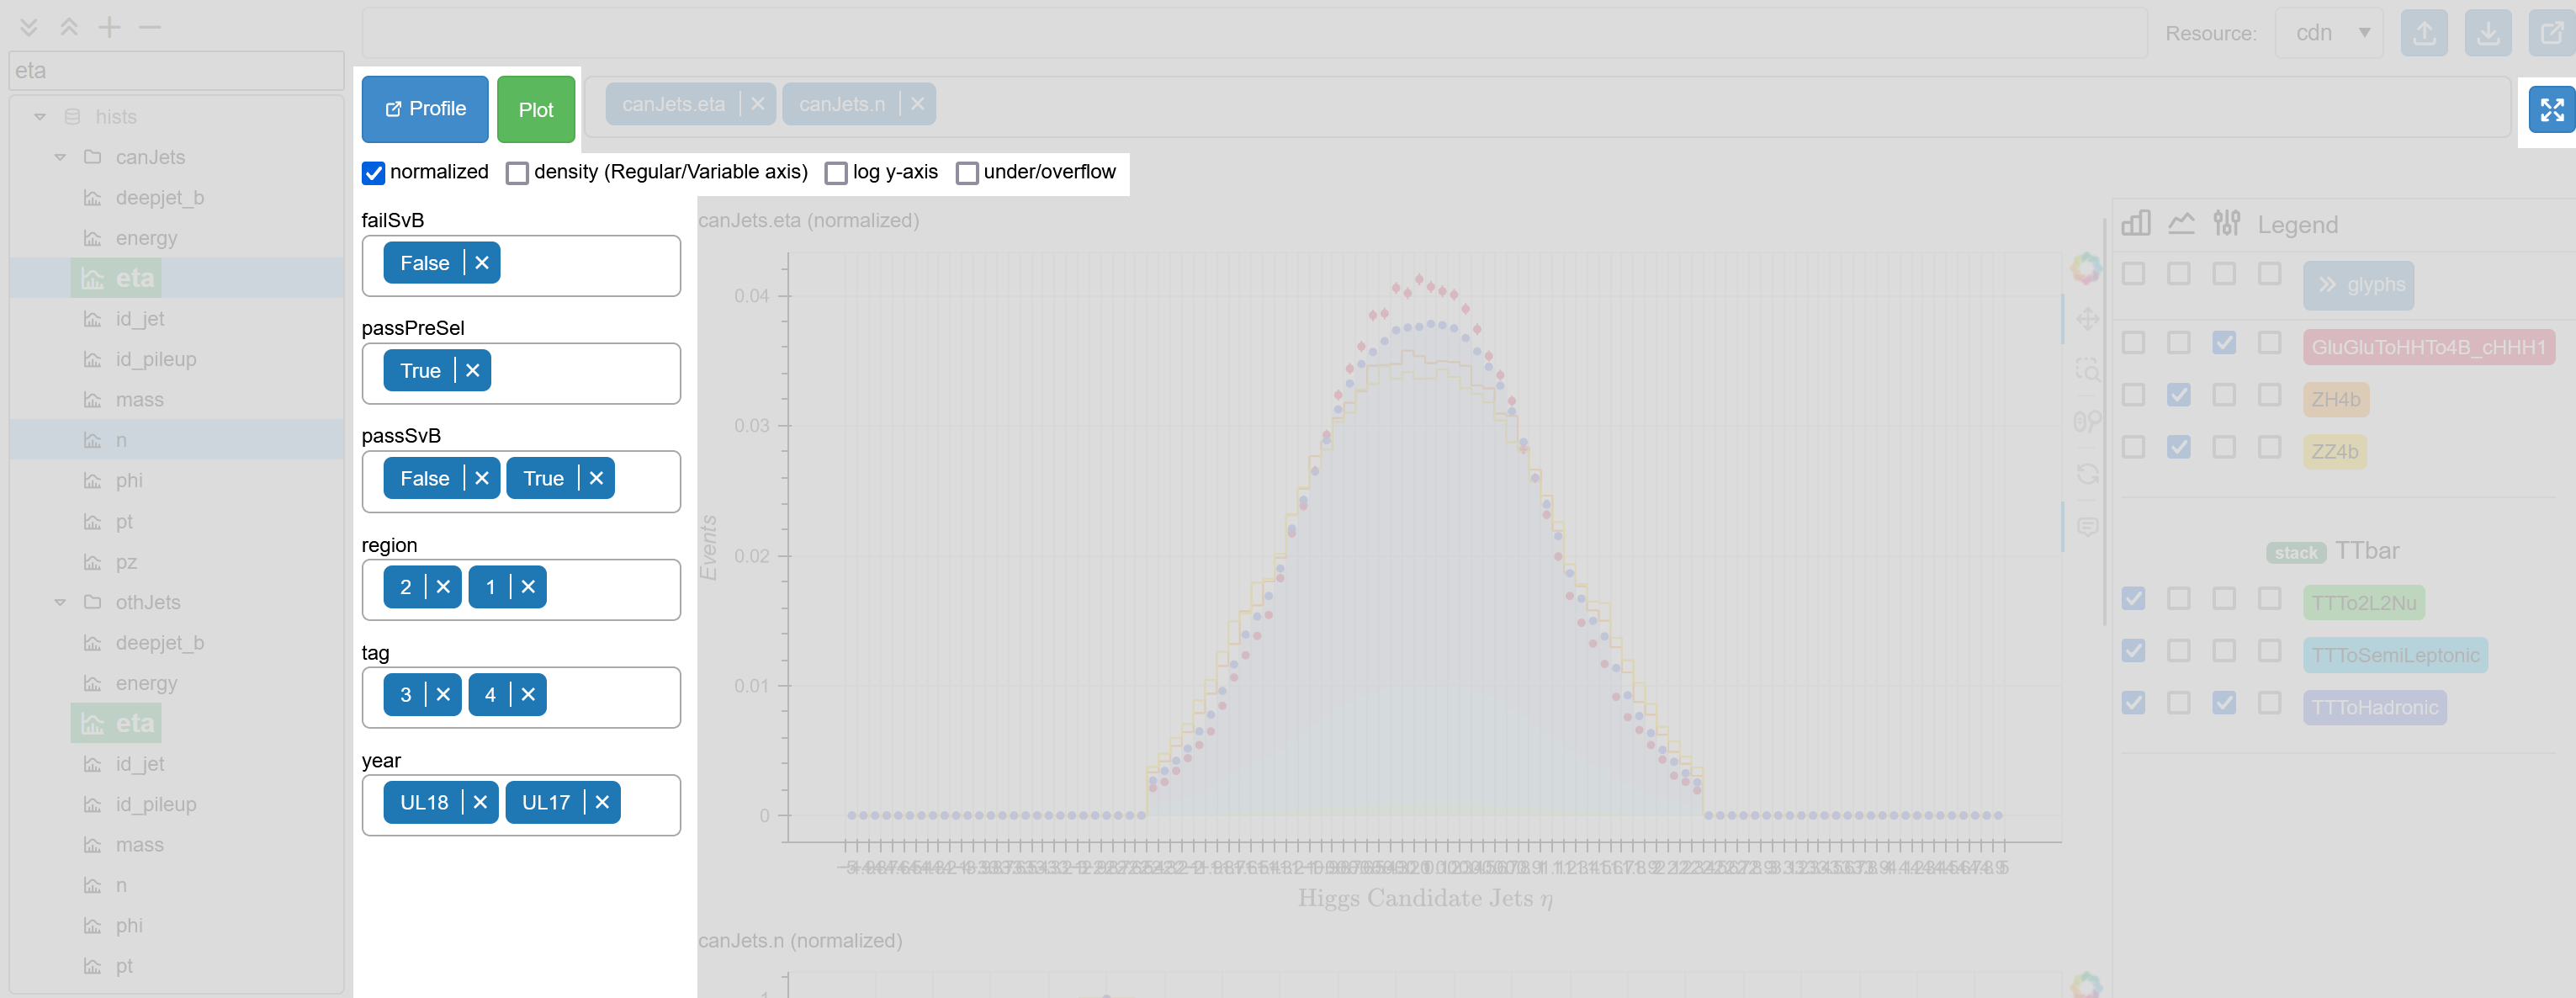 eta
Resource: cdn
Profile
Plot
canJets.eta
canJets.n
normalized
density (Regular/Variable axis)
log y-axis
under/overflow
hists
canJets
deepjet_b
energy
eta
id_jet
id_pileup
mass
n
phi
pt
pz
othJets
deepjet_b
energy
eta
id_jet
id_pileup
mass
n
phi
pt
failSvB
False
passPreSel
True
passSvB
False True
region
2 1
tag
3 4
year
UL18 UL17
canJets.eta (normalized)
0.04
0.03
0.02
0.01
0
Events
Higgs Candidate Jets η
canJets.n (normalized)
1
Legend
glyphs
GluGluToHHTo4B_cHHH1
ZH4b
ZZ4b
stack TTbar
TTTo2L2Nu
TTToSemiLeptonic
TTToHadronic